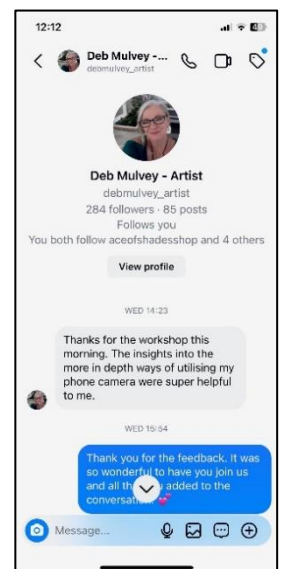 12:12
Deb Mulvey -...
debmulvey_artist
Deb Mulvey - Artist
debmulvey_artist
284 followers · 85 posts
Follows you
You both follow aceofshadesshop and 4 others
View profile
WED 14:23
Thanks for the workshop this
morning. The insights into the
more in depth ways of utilising my
phone camera were super helpful
to me.
WED 15:54
Thank you for the feedback. It was
so wonderful to have you join us
and all added to the
Message...